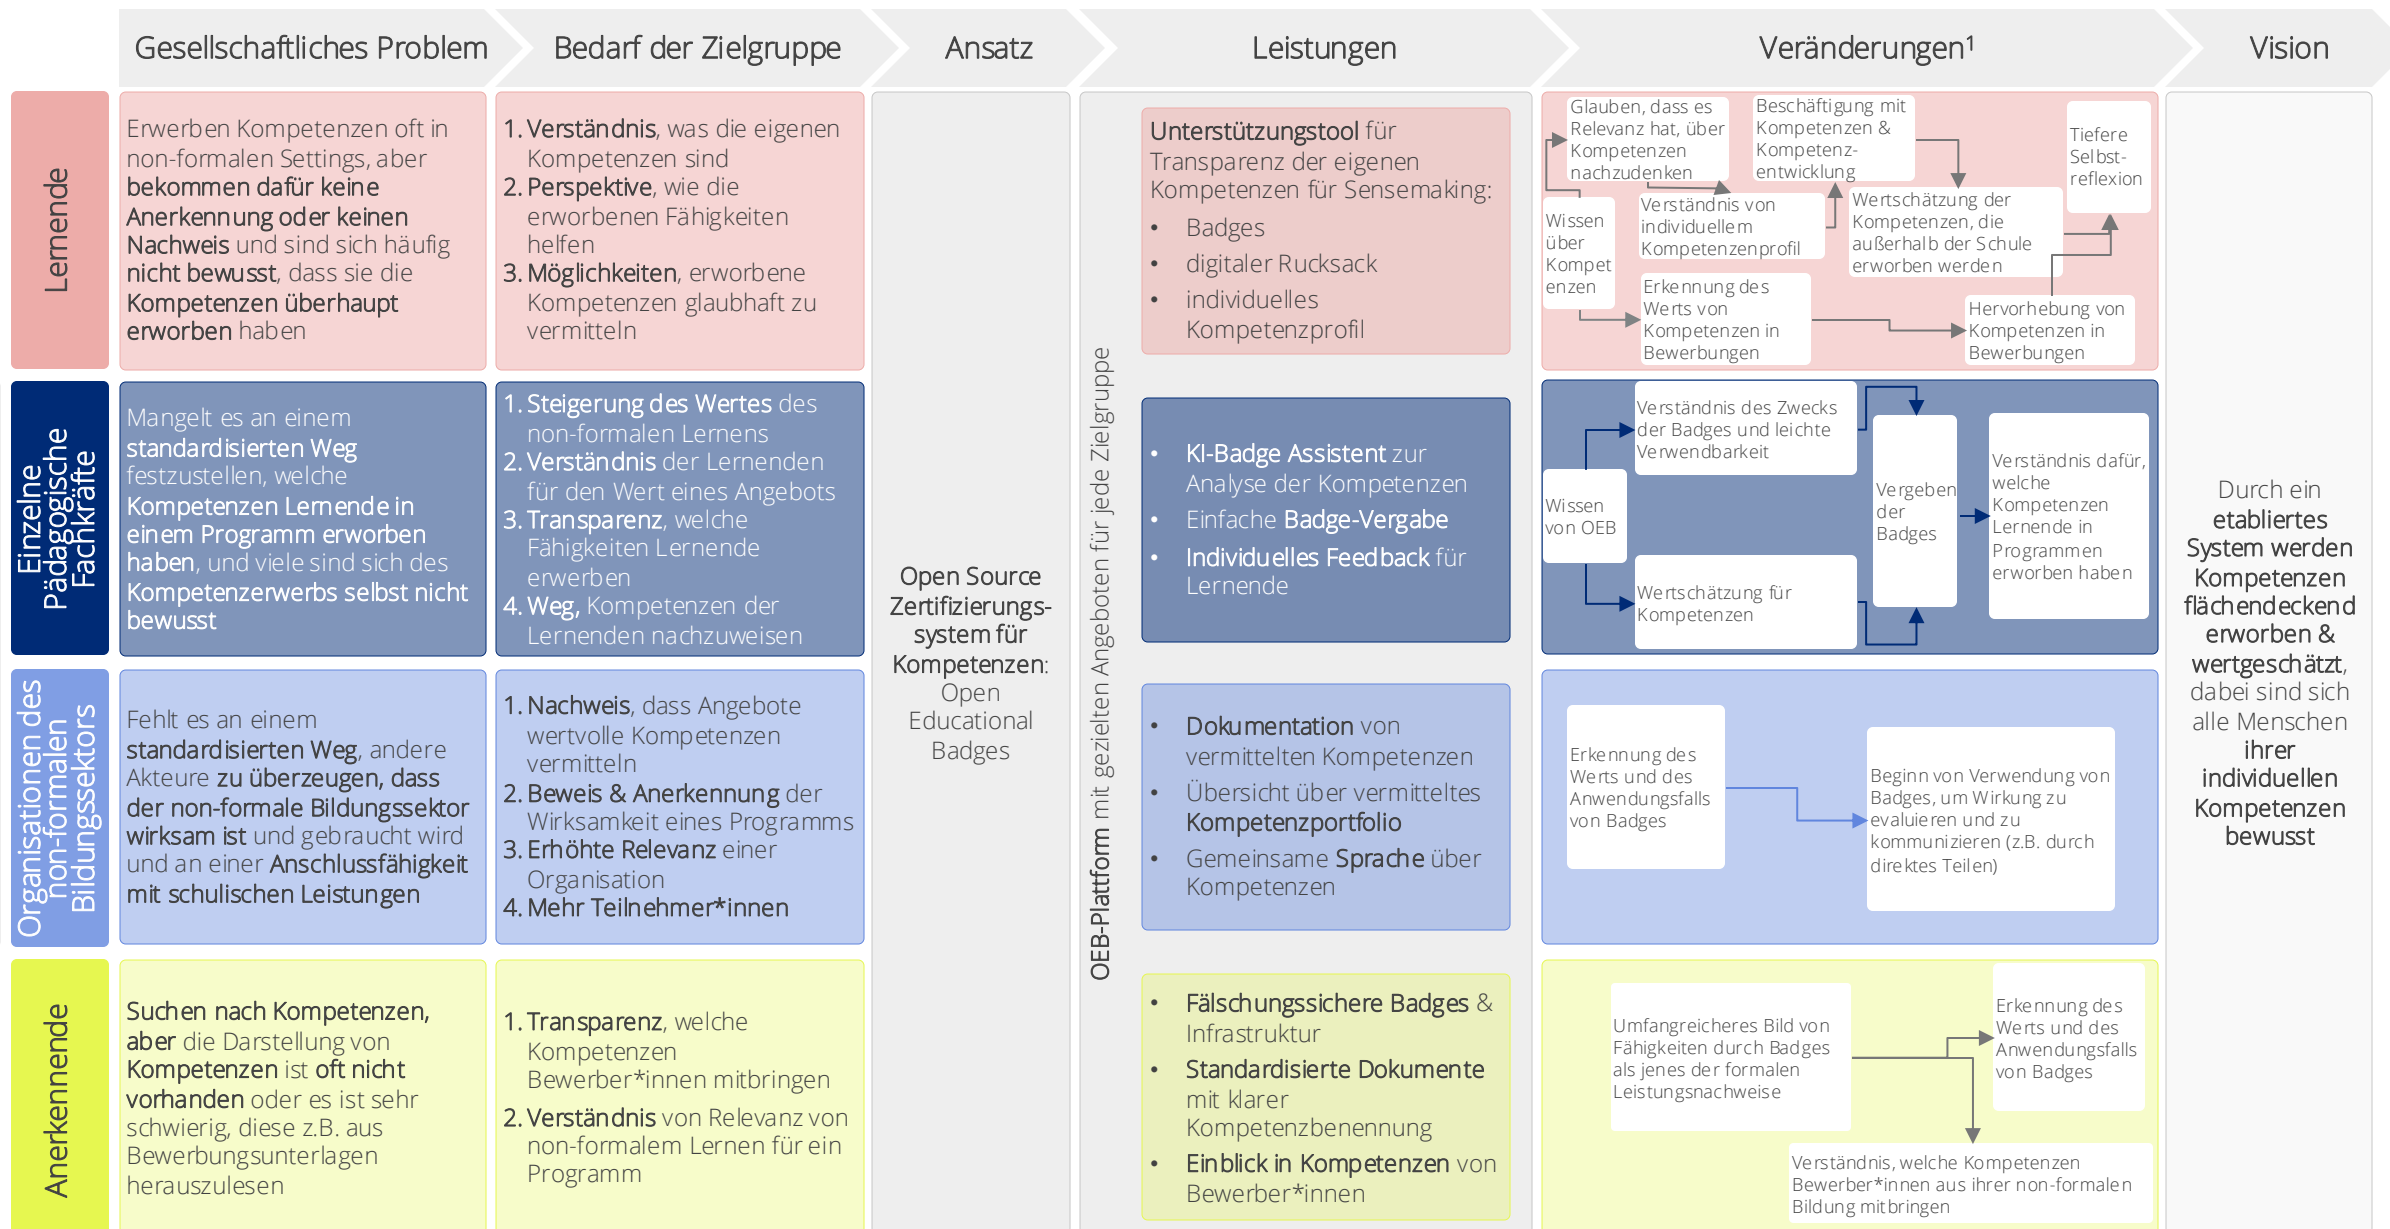 Gesellschaftliches Problem
Bedarf der Zielgruppe
Ansatz
Leistungen
Veränderungen¹
Vision
Lernende
Erwerben Kompetenzen oft in
non-formalen Settings, aber
bekommen dafür keine
Anerkennung oder keinen
Nachweis und sind sich häufig
nicht bewusst, dass sie die
Kompetenzen überhaupt
erworben haben
1. Verständnis, was die eigenen
Kompetenzen sind
2. Perspektive, wie die
erworbenen Fähigkeiten
helfen
3. Möglichkeiten, erworbene
Kompetenzen glaubhaft zu
vermitteln
Unterstützungstool für
Transparenz der eigenen
Kompetenzen für Sensemaking:
• Badges
• digitaler Rucksack
• individuelles
Kompetenzprofil
Wissen
über
Kompet
enzen
Glauben, dass es
Relevanz hat, über
Kompetenzen
nachzudenken
Verständnis von
individuellem
Kompetenzenprofil
Beschäftigung mit
Kompetenzen &
Kompetenz-
entwicklung
Wertschätzung der
Kompetenzen, die
außerhalb der Schule
erworben werden
Tiefere
Selbst-
reflexion
Erkennung des
Werts von
Kompetenzen in
Bewerbungen
Hervorhebung von
Kompetenzen in
Bewerbungen
Einzelne
Pädagogische
Fachkräfte
Mangelt es an einem
standardisierten Weg
festzustellen, welche
Kompetenzen Lernende in
einem Programm erworben
haben, und viele sind sich des
Kompetenzerwerbs selbst nicht
bewusst
1. Steigerung des Wertes des
non-formalen Lernens
2. Verständnis der Lernenden
für den Wert eines Angebots
3. Transparenz, welche
Fähigkeiten Lernende
erwerben
4. Weg, Kompetenzen der
Lernenden nachzuweisen
• KI-Badge Assistent zur
Analyse der Kompetenzen
• Einfache Badge-Vergabe
• Individuelles Feedback für
Lernende
Wissen
von OEB
Verständnis des Zwecks
der Badges und leichte
Verwendbarkeit
Wertschätzung für
Kompetenzen
Vergeben
der
Badges
Verständnis dafür,
welche
Kompetenzen
Lernende in
Programmen
erworben haben
Organisationen des
non-formalen
Bildungssektors
Fehlt es an einem
standardisierten Weg, andere
Akteure zu überzeugen, dass
der non-formale Bildungssektor
wirksam ist und gebraucht wird
und an einer Anschlussfähigkeit
mit schulischen Leistungen
1. Nachweis, dass Angebote
wertvolle Kompetenzen
vermitteln
2. Beweis & Anerkennung der
Wirksamkeit eines Programms
3. Erhöhte Relevanz einer
Organisation
4. Mehr Teilnehmer*innen
• Dokumentation von
vermittelten Kompetenzen
• Übersicht über vermitteltes
Kompetenzportfolio
• Gemeinsame Sprache über
Kompetenzen
Erkennung des
Werts und des
Anwendungsfalls
von Badges
Beginn von Verwendung von
Badges, um Wirkung zu
evaluieren und zu
kommunizieren (z.B. durch
direktes Teilen)
Anerkennende
Suchen nach Kompetenzen,
aber die Darstellung von
Kompetenzen ist oft nicht
vorhanden oder es ist sehr
schwierig, diese z.B. aus
Bewerbungsunterlagen
herauszulesen
1. Transparenz, welche
Kompetenzen
Bewerber*innen mitbringen
2. Verständnis von Relevanz von
non-formalem Lernen für ein
Programm
• Fälschungssichere Badges &
Infrastruktur
• Standardisierte Dokumente
mit klarer
Kompetenzbenennung
• Einblick in Kompetenzen von
Bewerber*innen
Umfangreicheres Bild von
Fähigkeiten durch Badges
als jenes der formalen
Leistungsnachweise
Erkennung des
Werts und des
Anwendungsfalls
von Badges
Verständnis, welche Kompetenzen
Bewerber*innen aus ihrer non-formalen
Bildung mitbringen
Open Source
Zertifizierungs-
system für
Kompetenzen:
Open
Educational
Badges
OEB-Plattform mit gezielten Angeboten für jede Zielgruppe
Durch ein
etabliertes
System werden
Kompetenzen
flächendeckend
erworben &
wertgeschätzt,
dabei sind sich
alle Menschen
ihrer
individuellen
Kompetenzen
bewusst